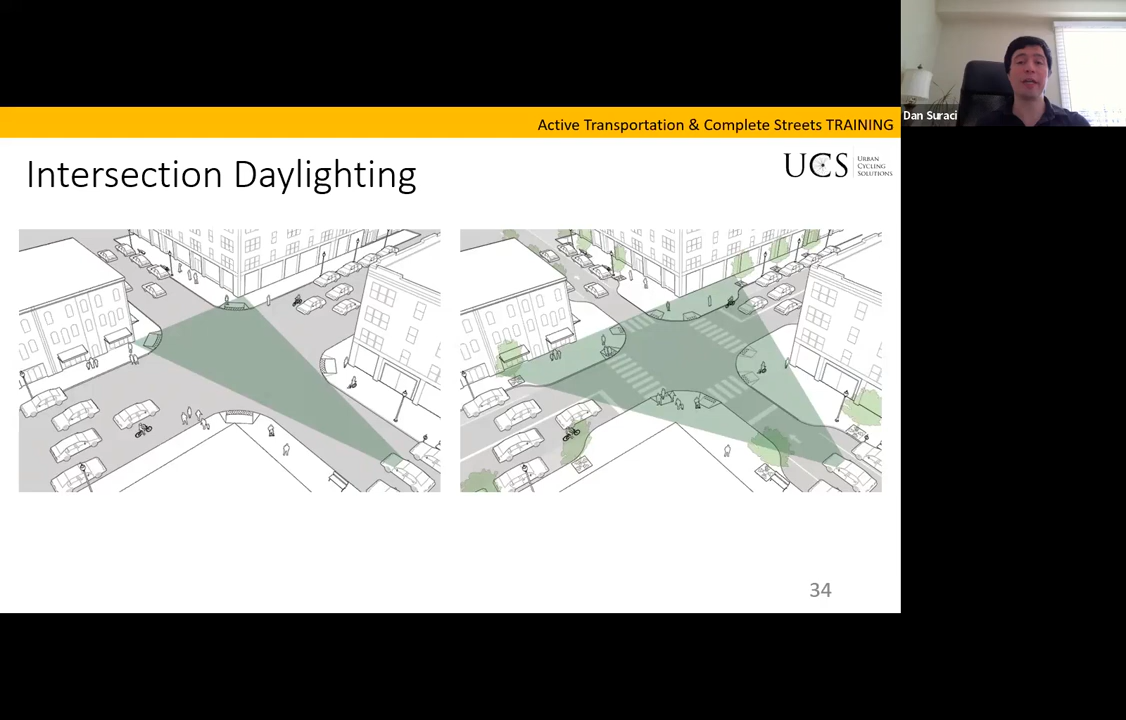 Active Transportation & Complete Streets TRAINING
Dan Suraci
Intersection Daylighting
UCS
URBAN
CYCLING
SOLUTIONS
34